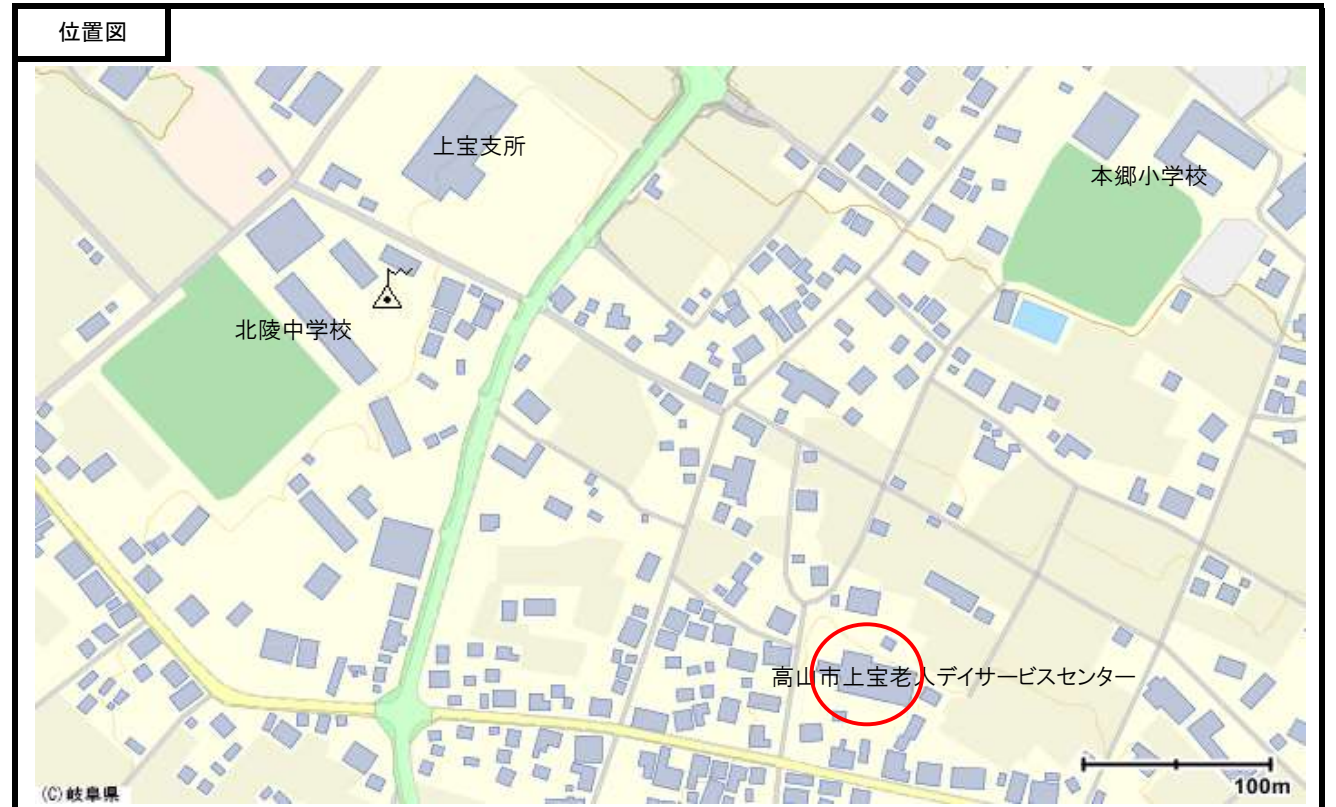 位置図
上宝支所
本郷小学校
北陵中学校
高山市上宝老人デイサービスセンター
100m
(C)岐阜県